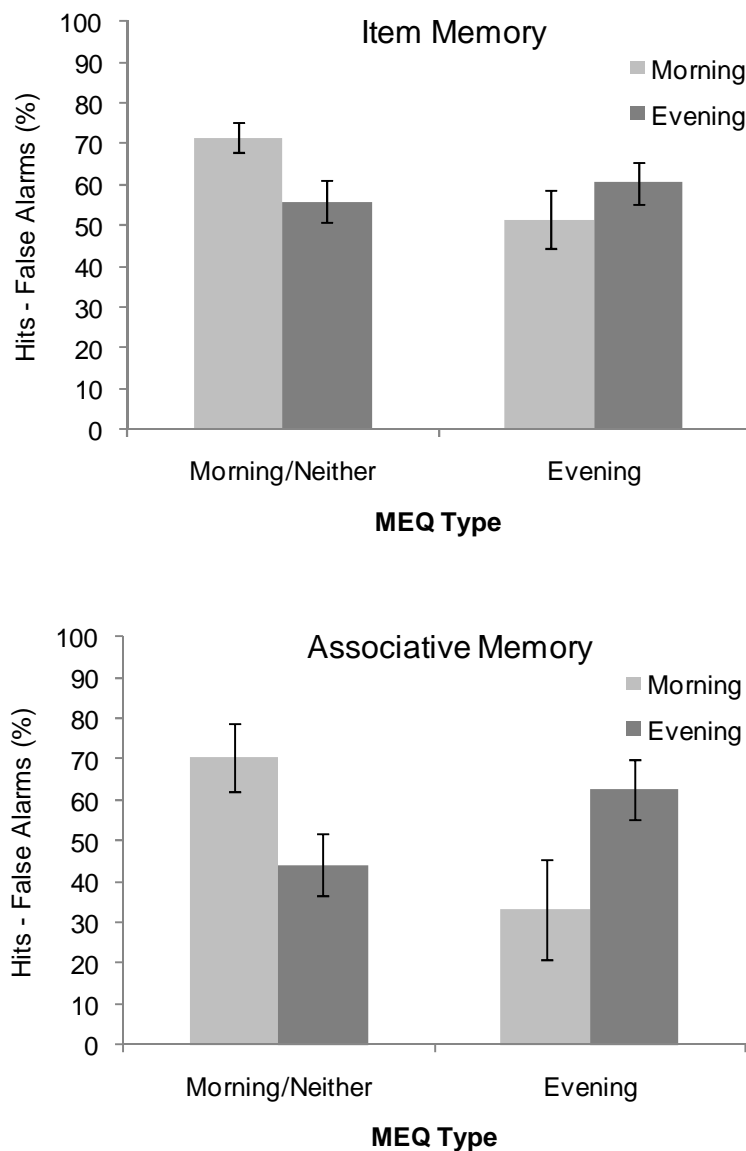 Item Memory
Morning
Evening
Hits - False Alarms (%)
100
90
80
70
60
50
40
30
20
10
0
Morning/Neither Evening
MEQ Type
Associative Memory
Morning
Evening
Hits - False Alarms (%)
100
90
80
70
60
50
40
30
20
10
0
Morning/Neither Evening
MEQ Type